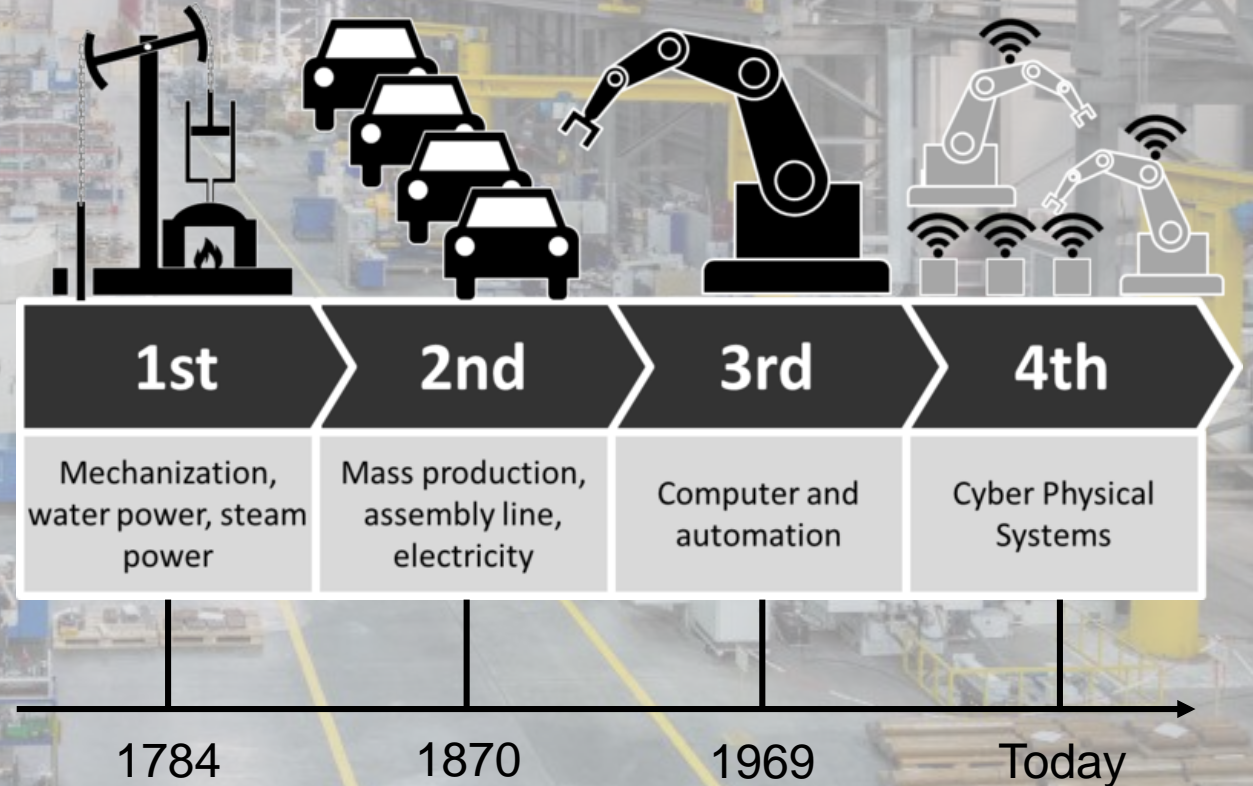 1st
2nd
3rd
4th
Mechanization,
water power, steam
power
Mass production,
assembly line,
electricity
Computer and
automation
Cyber Physical
Systems
1784
1870
1969
Today